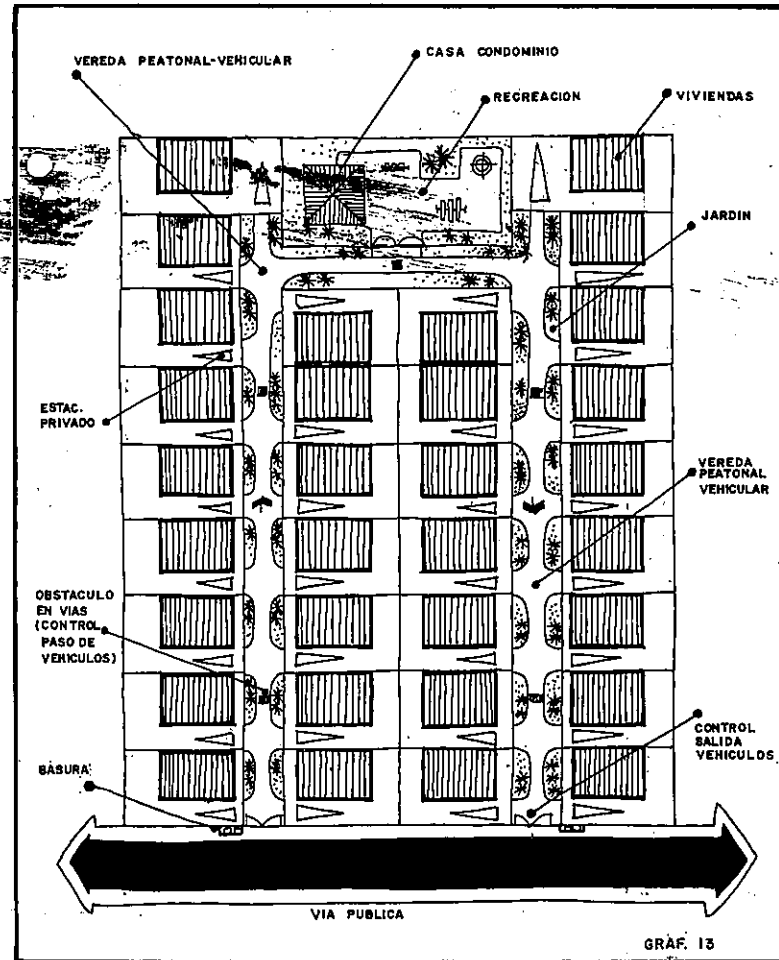 VEREDA PEATONAL-VEHICULAR
CASA CONDOMINIO
RECREACION
VIVIENDAS
JARDIN
ESTAC.
PRIVADO
VEREDA
PEATONAL
VEHICULAR
OBSTACULO
EN VIAS
(CONTROL
PASO DE
VEHICULOS)
BASURA
CONTROL
SALIDA
VEHICULOS
VIA PUBLICA
GRAF. 13